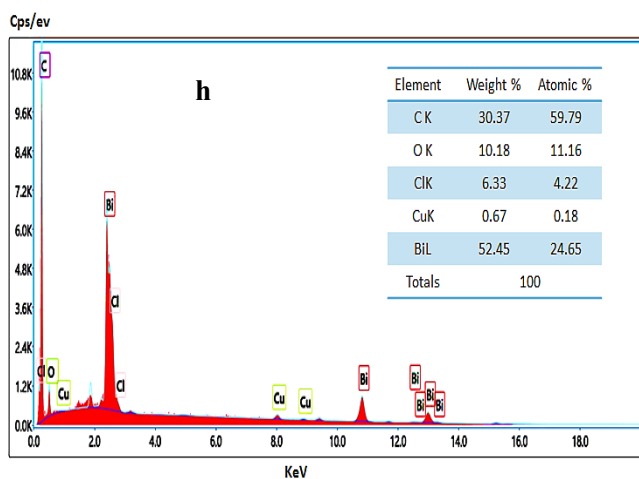 Cps/ev
h
10.8K
9.6K
8.4K
7.2K
6.0K
4.8K
3.6K
2.4K
1.2K
0.0K
C
Bi
Cl
Cl
Cl O
Cu
Cu Cu
Bi
Bi
Bi
Bi Bi
0.0 2.0 4.0 6.0 8.0 10.0 12.0 14.0 16.0 18.0
KeV
Element Weight % Atomic %
C K 30.37 59.79
O K 10.18 11.16
ClK 6.33 4.22
CuK 0.67 0.18
BiL 52.45 24.65
Totals 100